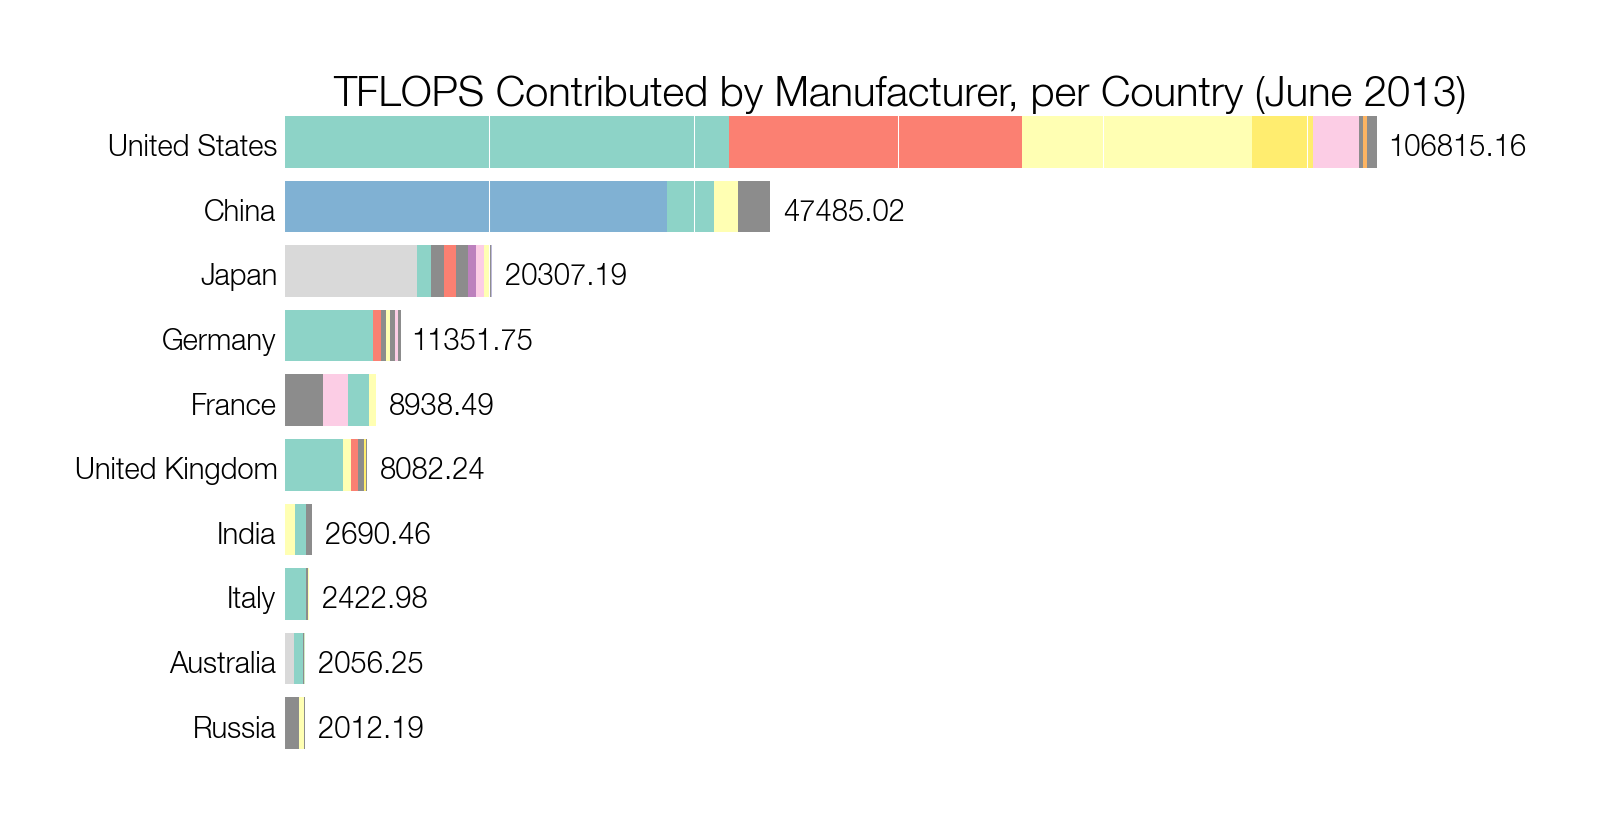 TFLOPS Contributed by Manufacturer, per Country (June 2013)
United States 106815.16
China 47485.02
Japan 20307.19
Germany 11351.75
France 8938.49
United Kingdom 8082.24
India 2690.46
Italy 2422.98
Australia 2056.25
Russia 2012.19